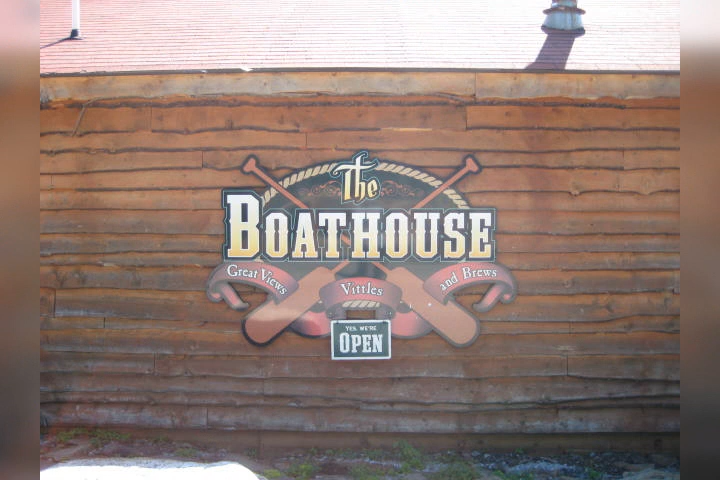 The
BOATHOUSE
Great Views Vittles and Brews
YES, WE'RE
OPEN